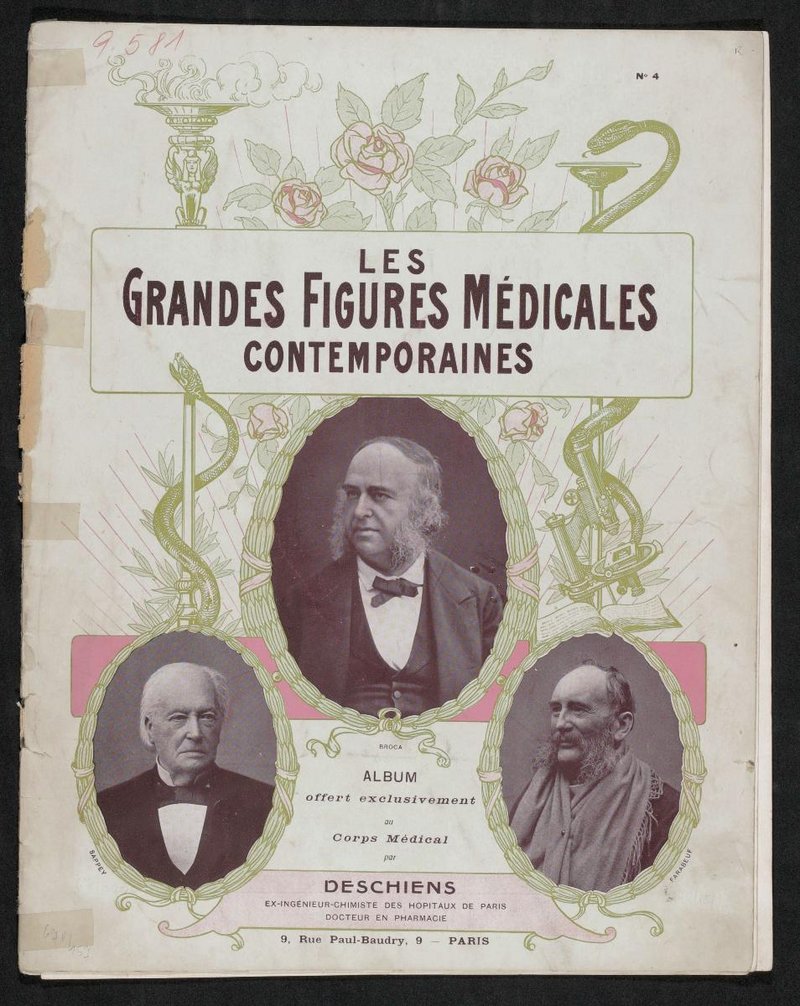 9.581
Nº 4
LES
GRANDES FIGURES MÉDICALES
CONTEMPORAINES
BROCA
ALBUM
offert exclusivement
au
Corps Médical
par
SAPPEY
FARABEUF
DESCHIENS
EX-INGÉNIEUR-CHIMISTE DES HOPITAUX DE PARIS
DOCTEUR EN PHARMACIE
9, Rue Paul-Baudry, 9 — PARIS